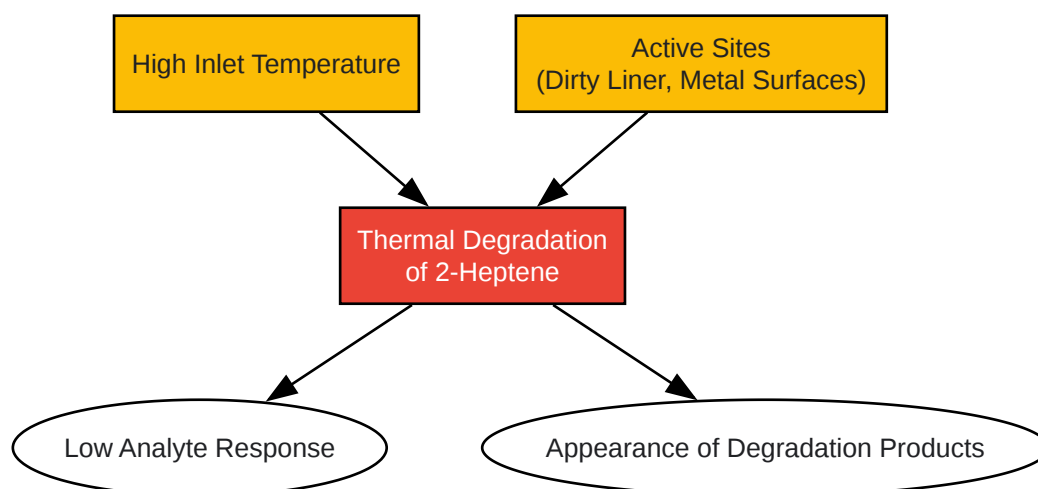 High Inlet Temperature
Active Sites
(Dirty Liner, Metal Surfaces)
Thermal Degradation
of 2-Heptene
Low Analyte Response
Appearance of Degradation Products